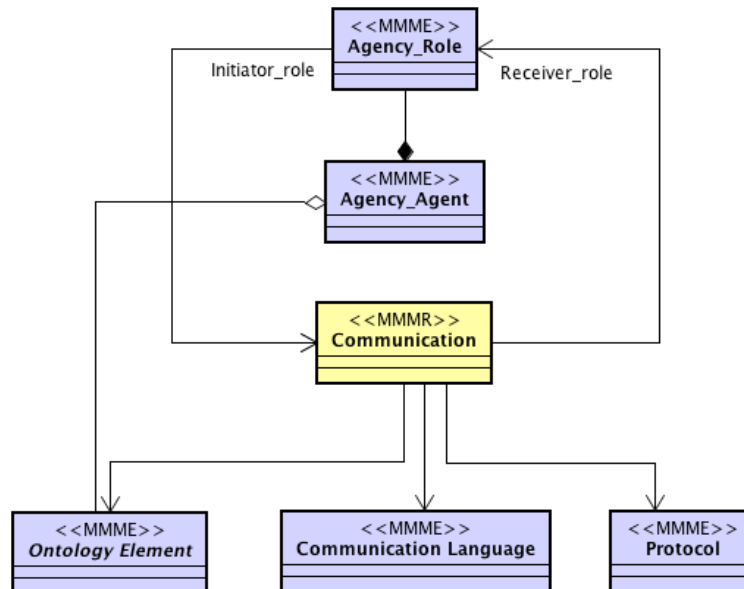 <<MMME>>
Agency_Role
Initiator_role
Receiver_role
<<MMME>>
Agency_Agent
<<MMMR>>
Communication
<<MMME>>
Ontology Element
<<MMME>>
Communication Language
<<MMME>>
Protocol